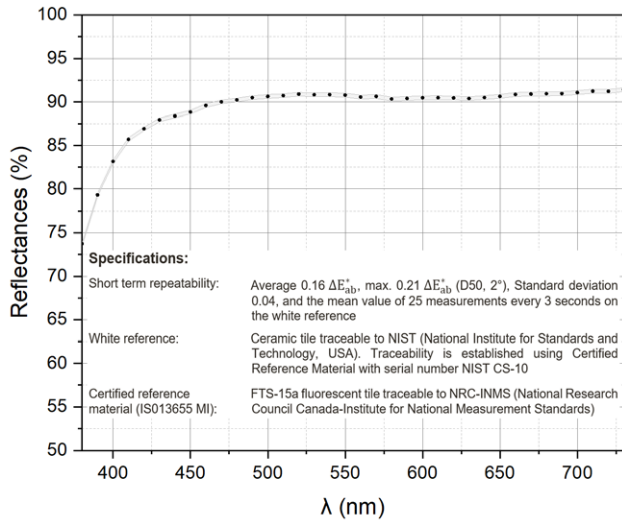 100
95
90
85
80
75
70
65
60
55
50
Reflectances (%)
Specifications:
Short term repeatability: Average 0.16 ΔE*ab, max. 0.21 ΔE*ab (D50, 2°), Standard deviation
0.04, and the mean value of 25 measurements every 3 seconds on
the white reference
White reference: Ceramic tile traceable to NIST (National Institute for Standards and
Technology, USA). Traceability is established using Certified
Reference Material with serial number NIST CS-10
Certified reference FTS-15a fluorescent tile traceable to NRC-INMS (National Research
material (IS013655 MI): Council Canada-Institute for National Measurement Standards)
400 450 500 550 600 650 700
λ (nm)